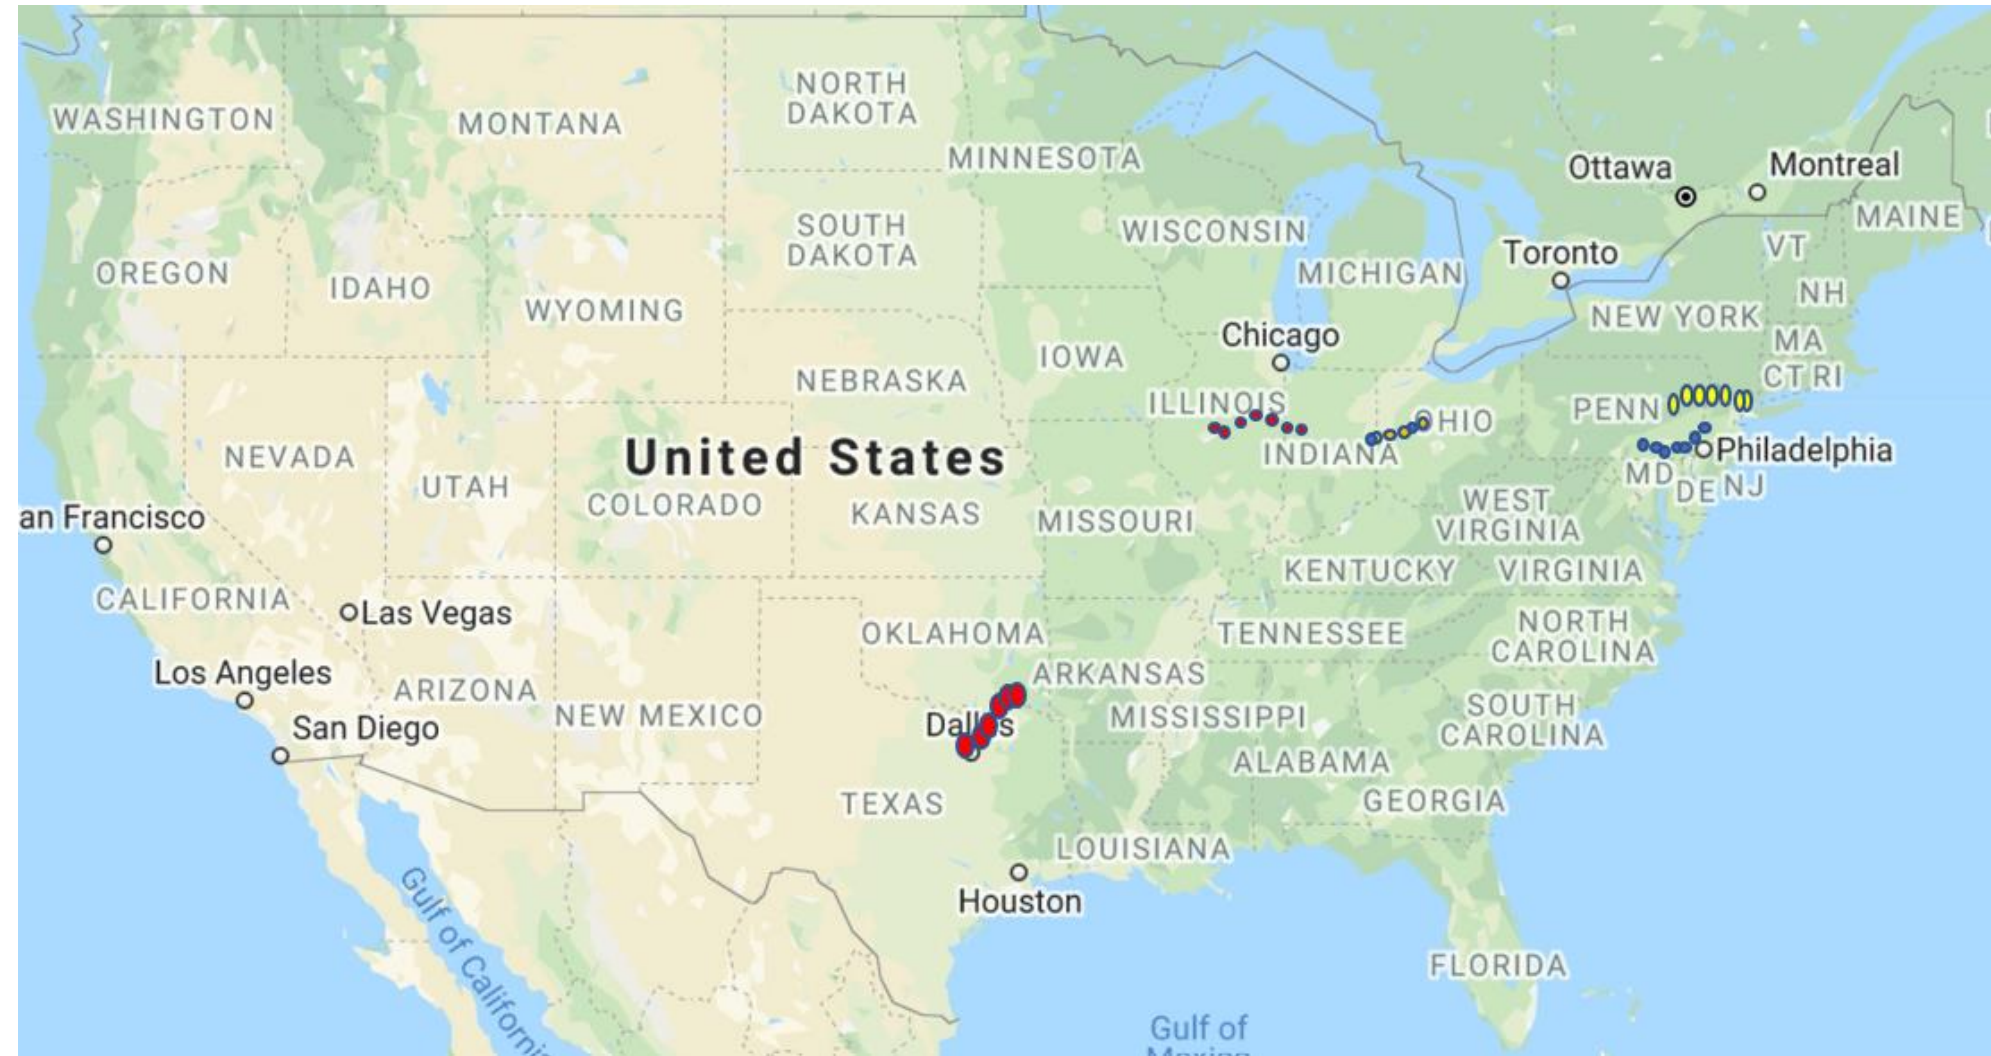 NORTH
DAKOTA
WASHINGTON
MONTANA
MINNESOTA
Ottawa
Montreal
MAINE
SOUTH
DAKOTA
WISCONSIN
VT
OREGON
IDAHO
MICHIGAN
Toronto
NH
WYOMING
NEW YORK
Chicago
MA
IOWA
NEBRASKA
CT RI
ILLINOIS
PENN
OHIO
NEVADA
United States
INDIANA
Philadelphia
UTAH
COLORADO
KANSAS
MISSOURI
MD
DE
NJ
WEST
VIRGINIA
an Francisco
KENTUCKY
VIRGINIA
CALIFORNIA
Las Vegas
OKLAHOMA
TENNESSEE
NORTH
CAROLINA
Los Angeles
ARIZONA
ARKANSAS
NEW MEXICO
Dallas
MISSISSIPPI
SOUTH
CAROLINA
San Diego
ALABAMA
TEXAS
GEORGIA
LOUISIANA
Houston
Gulf of California
FLORIDA
Gulf of
Mexico